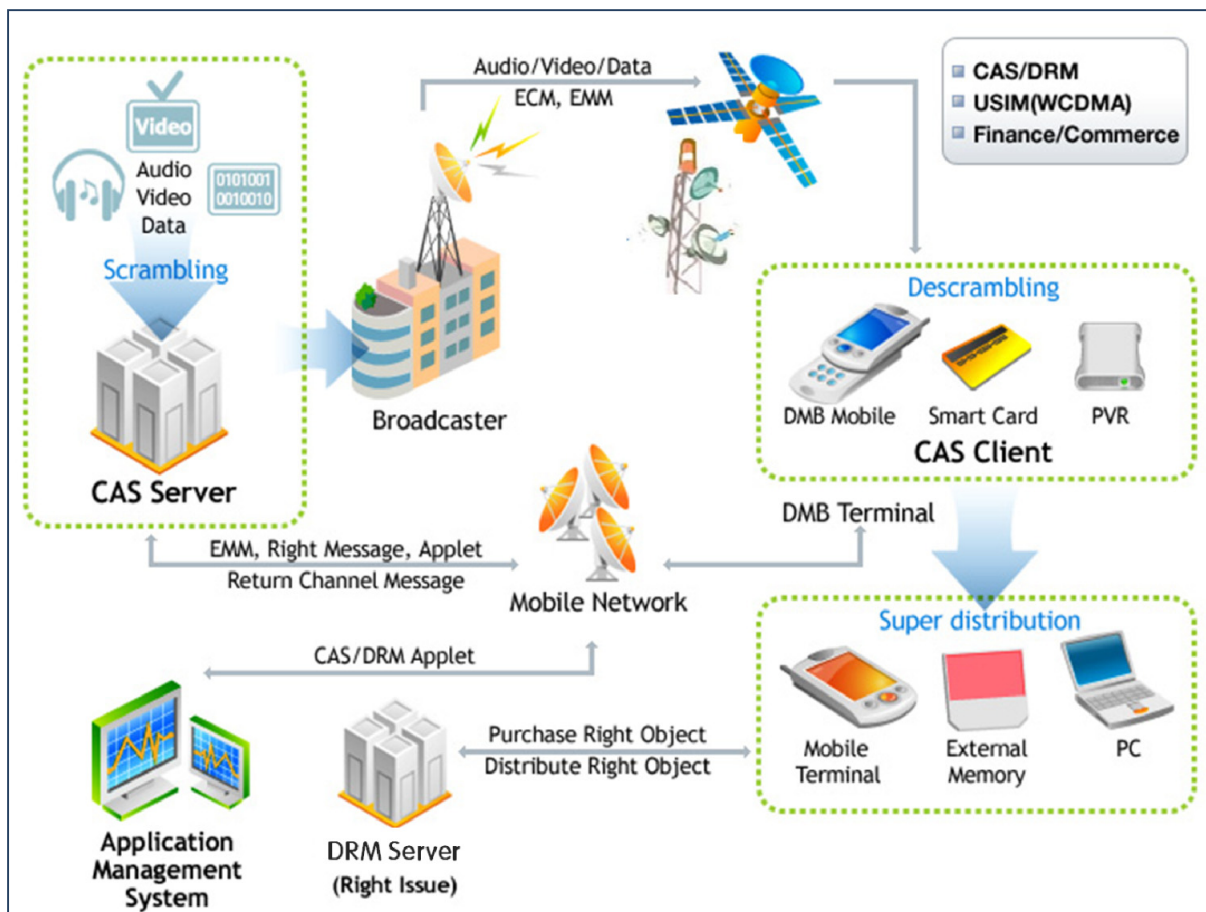 Video
Audio
Video
Data
0101001
0010010
Scrambling
CAS Server
Broadcaster
Audio/Video/Data
ECM, EMM
CAS/DRM
USIM(WCDMA)
Finance/Commerce
Descrambling
DMB Mobile
Smart Card
PVR
CAS Client
DMB Terminal
EMM, Right Message, Applet
Return Channel Message
Mobile Network
CAS/DRM Applet
Super distribution
Mobile
Terminal
External
Memory
PC
Purchase Right Object
Distribute Right Object
Application
Management
System
DRM Server
(Right Issue)